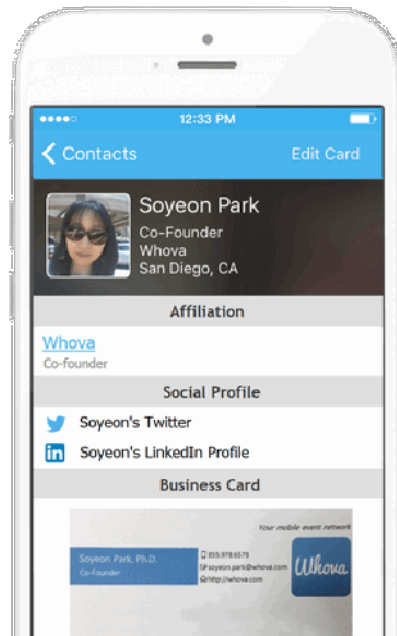 12:33 PM
Contacts
Edit Card
Soyeon Park
Co-Founder
Whova
San Diego, CA
Affiliation
Whova
Co-founder
Social Profile
Soyeon's Twitter
in Soyeon's LinkedIn Profile
Business Card
Your mobile event network
Soyeon Park, Ph.D.
Co-Founder
soyeon.park@whova.com
http://whova.com
Whova